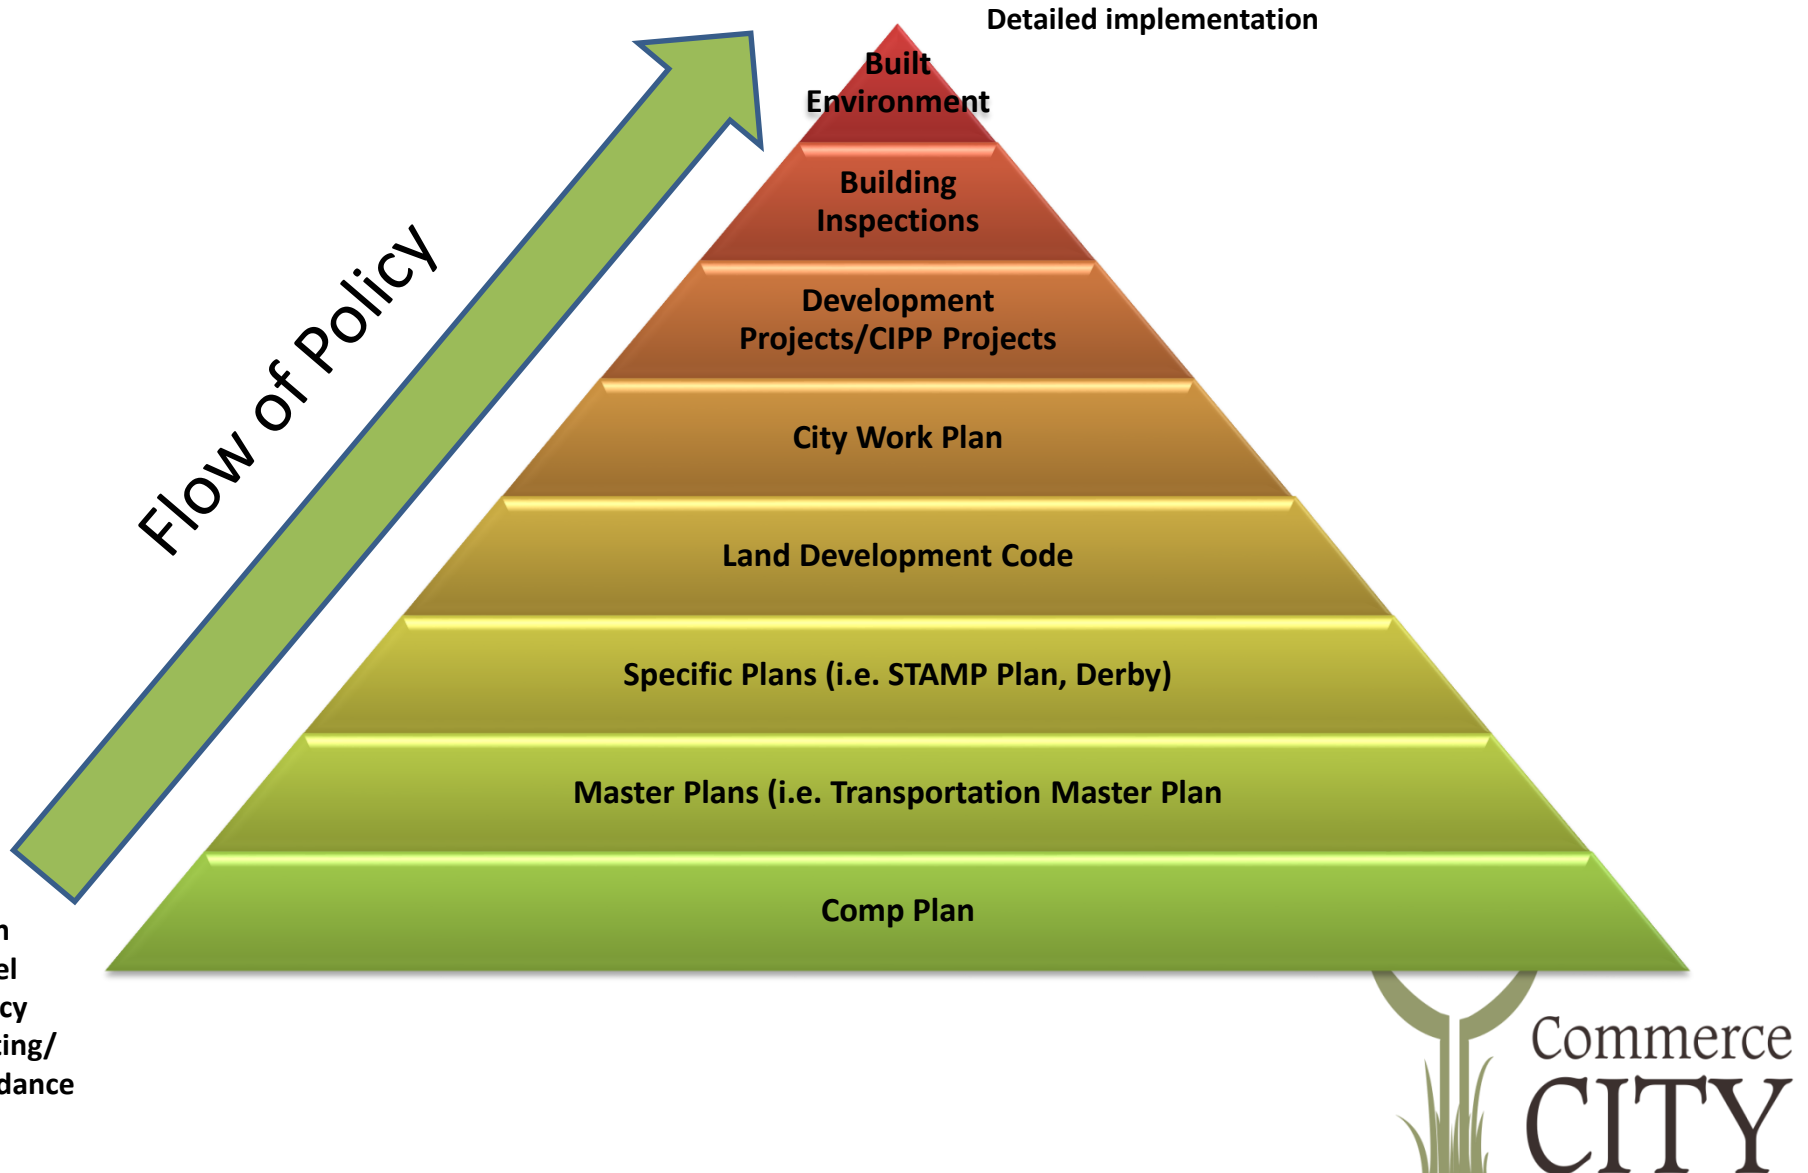 Detailed implementation
Built
Environment
Building
Inspections
Development
Projects/CIPP Projects
City Work Plan
Land Development Code
Specific Plans (i.e. STAMP Plan, Derby)
Master Plans (i.e. Transportation Master Plan
Comp Plan
Flow of Policy
Commerce
CITY